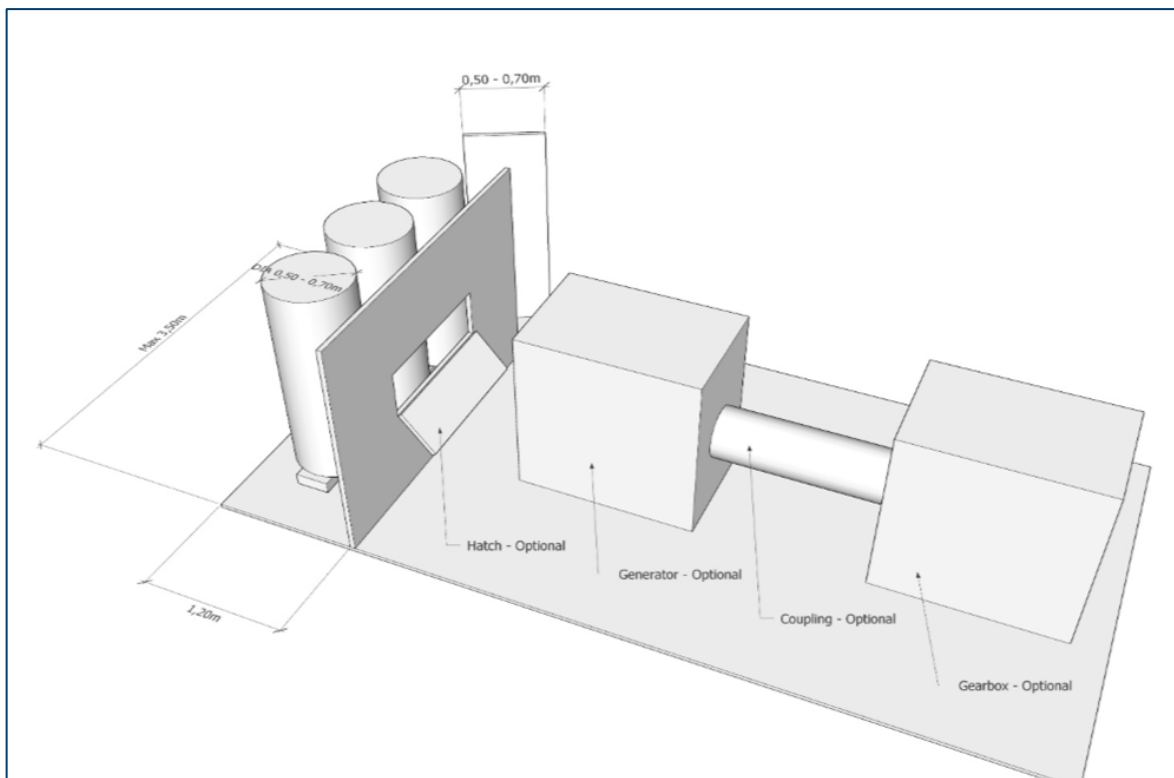 0,50 - 0,70m
Dia 0,50 - 0,70m
Max 3,50m
Hatch - Optional
Generator - Optional
Coupling - Optional
1,20m
Gearbox - Optional